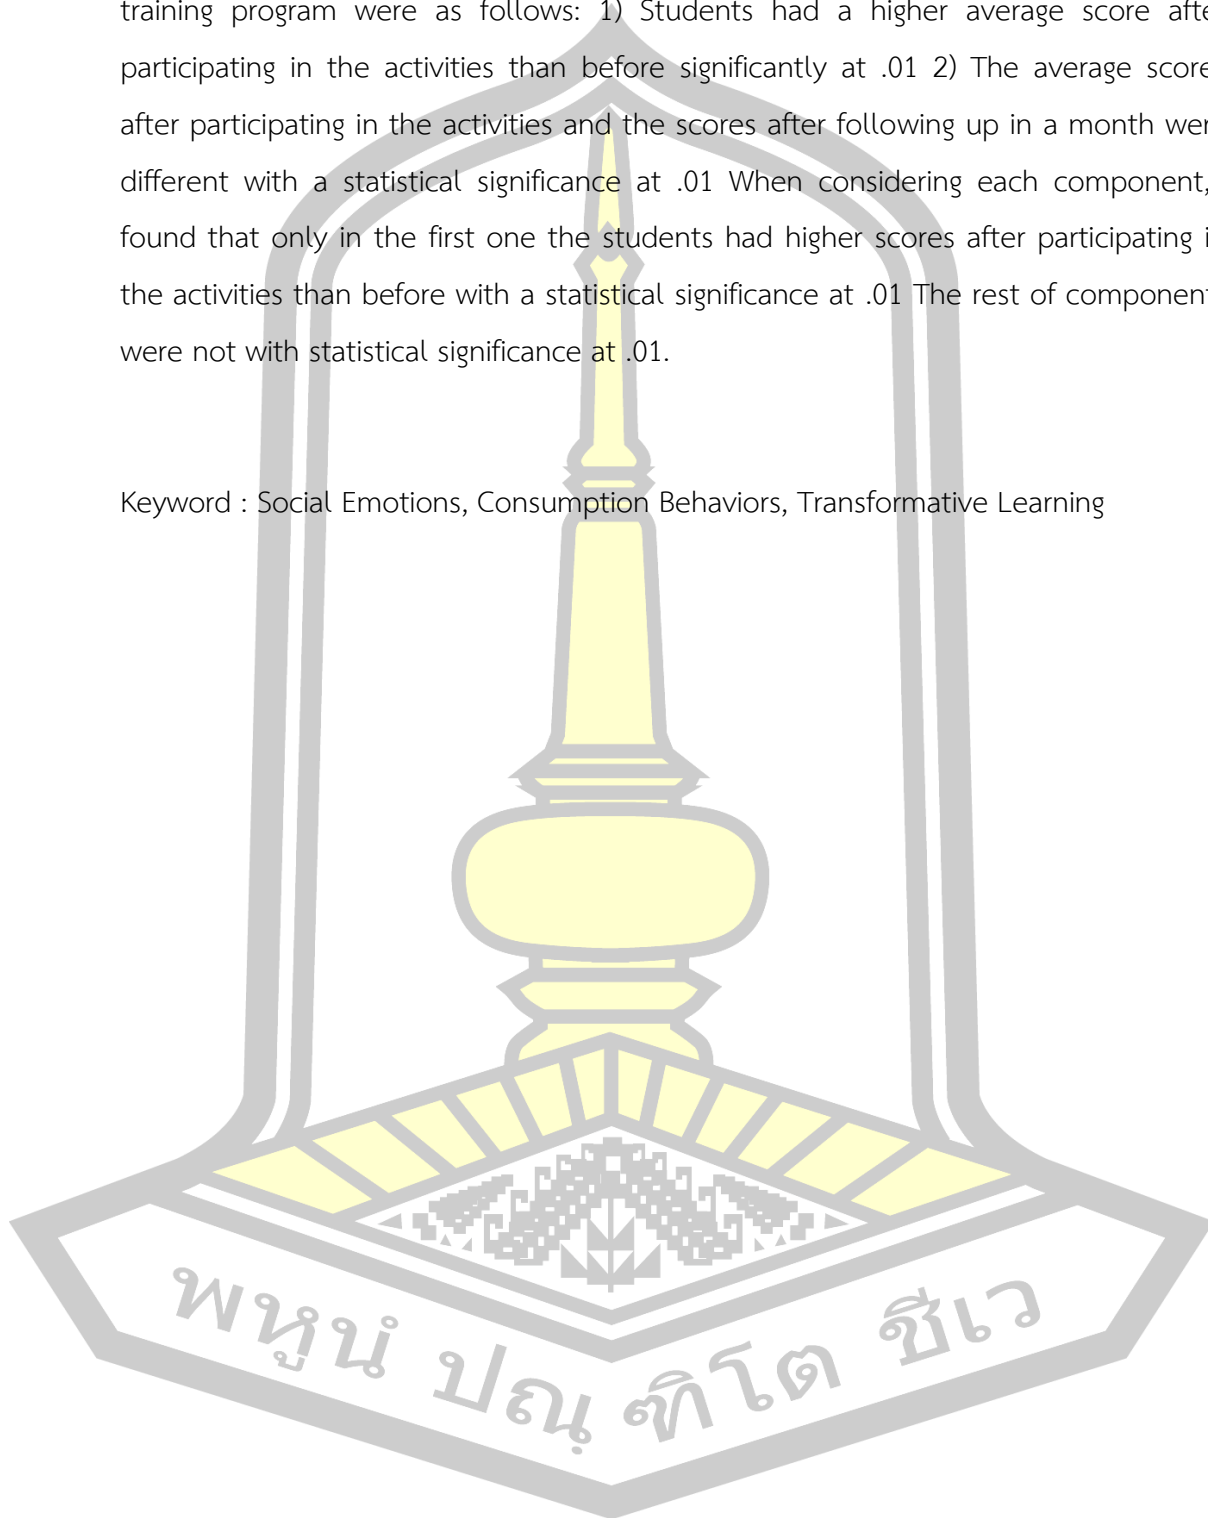 training program were as follows: 1) Students had a higher average score afte
participating in the activities than before significantly at .01 2) The average score
after participating in the activities and the scores after following up in a month wer
different with a statistical significance at .01 When considering each component,
found that only in the first one the students had higher scores after participating i
the activities than before with a statistical significance at .01 The rest of component
were not with statistical significance at .01.
Keyword : Social Emotions, Consumption Behaviors, Transformative Learning
พหูนํ ปณฺฑิโต ชีเว